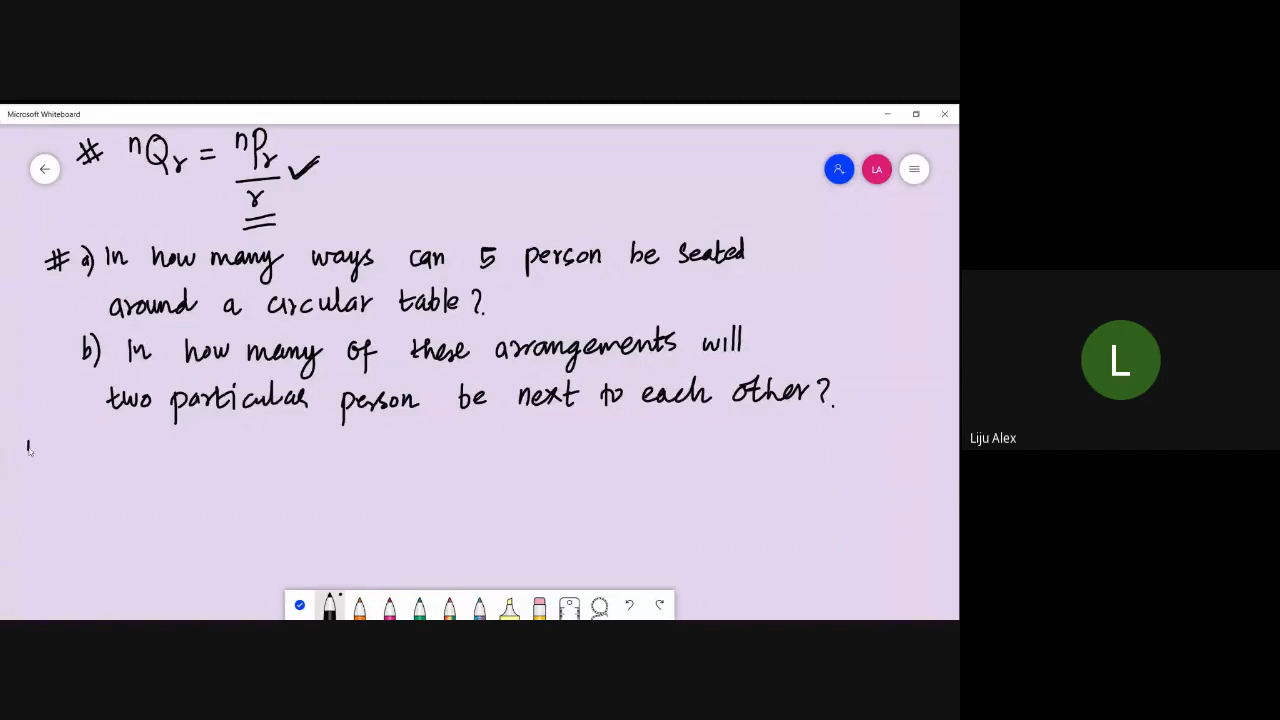 Microsoft Whiteboard
# nQr = nPr / r ✓
LA
# a) In how many ways can 5 person be seated
around a circular table?
b) In how many of these arrangements will
two particular person be next to each other?
L
Liju Alex